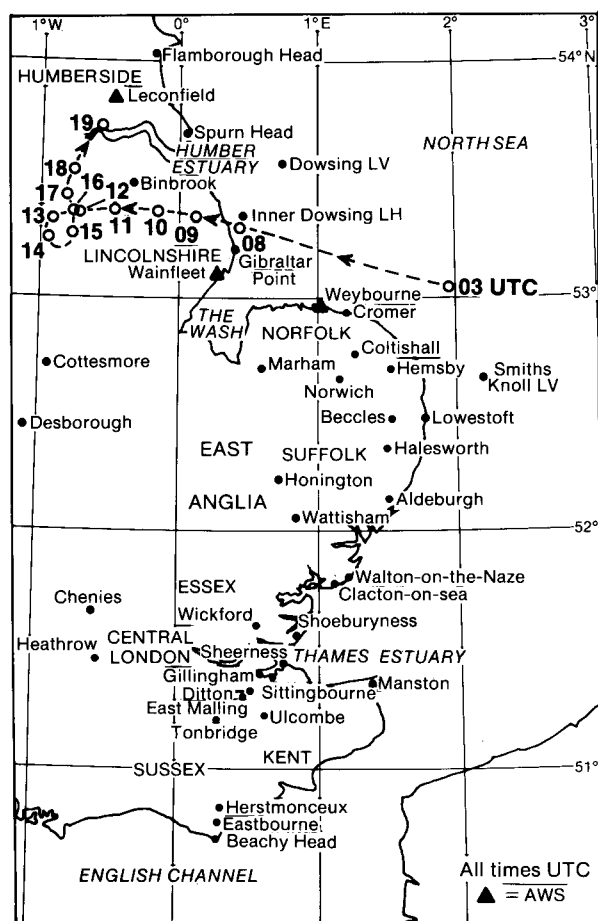 1°W
0°
1°E
2°E
3°E
54°N
Flamborough Head
HUMBERSIDE
Leconfield
19
Spurn Head
HUMBER
ESTUARY
NORTH SEA
18
16
Dowsing LV
17
12
Binbrook
13
11
10
09
Inner Dowsing LH
14
15
08
LINCOLNSHIRE
Gibraltar
Point
Wainfleet
03 UTC
53°
Weybourne
Cromer
THE
WASH
NORFOLK
Coltishall
Cottesmore
Marham
Hemsby
Smiths
Knoll LV
Norwich
Desborough
Beccles
Lowestoft
EAST
SUFFOLK
Halesworth
Honington
ANGLIA
Aldeburgh
Wattisham
52°
ESSEX
Walton-on-the-Naze
Clacton-on-sea
Chenies
Wickford
Shoeburyness
Heathrow
CENTRAL
LONDON
Sheerness
THAMES ESTUARY
Gillingham
Sittingbourne
Manston
Ditton
East Malling
Ulcombe
Tonbridge
KENT
SUSSEX
51°
Herstmonceux
Eastbourne
Beachy Head
ENGLISH CHANNEL
All times UTC
= AWS